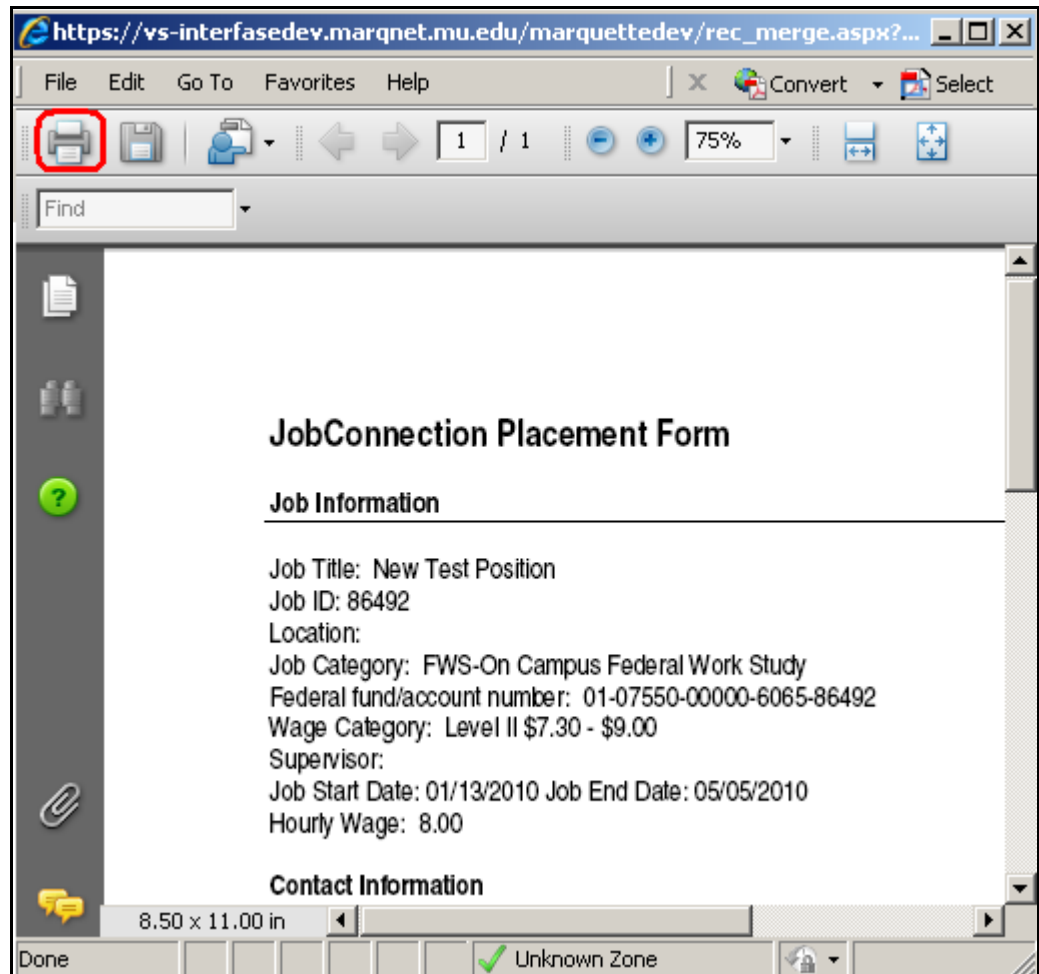 https://vs-interfasedev.marqnet.mu.edu/marquettedev/rec_merge.aspx?...
File Edit Go To Favorites Help Convert Select
1 / 1 75%
Find
JobConnection Placement Form
Job Information
Job Title: New Test Position
Job ID: 86492
Location:
Job Category: FWS-On Campus Federal Work Study
Federal fund/account number: 01-07550-00000-6065-86492
Wage Category: Level II $7.30 - $9.00
Supervisor:
Job Start Date: 01/13/2010 Job End Date: 05/05/2010
Hourly Wage: 8.00
Contact Information
8.50 x 11.00 in
Done Unknown Zone